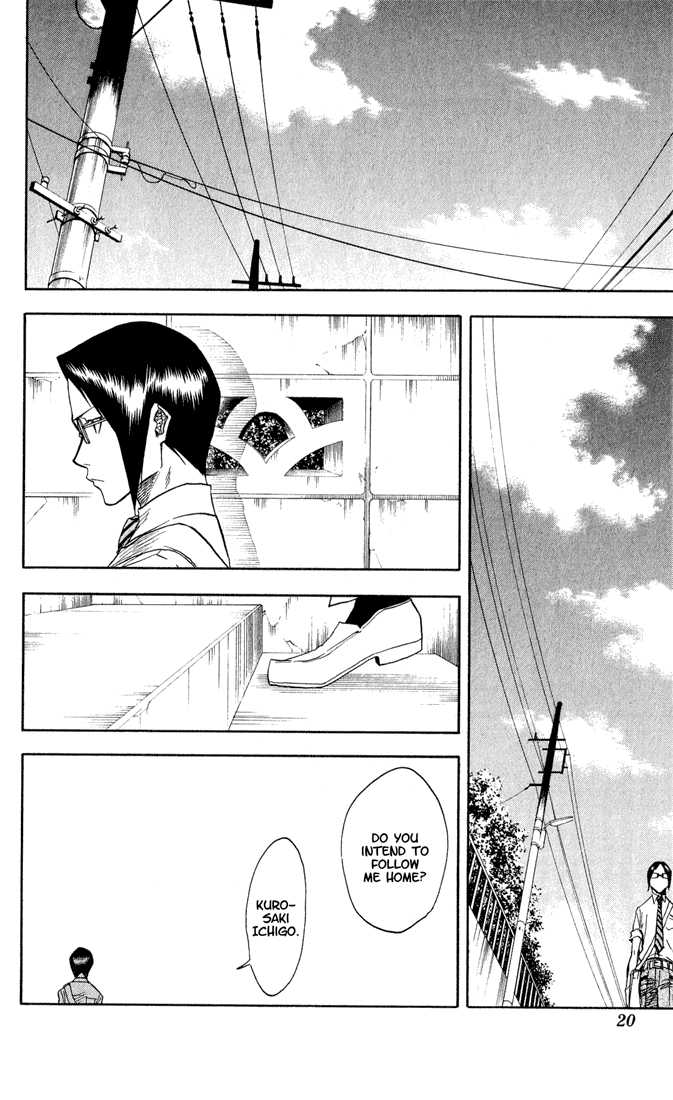 DO YOU
INTEND TO
FOLLOW
ME HOME?
KURO-
SAKI
ICHIGO.
20